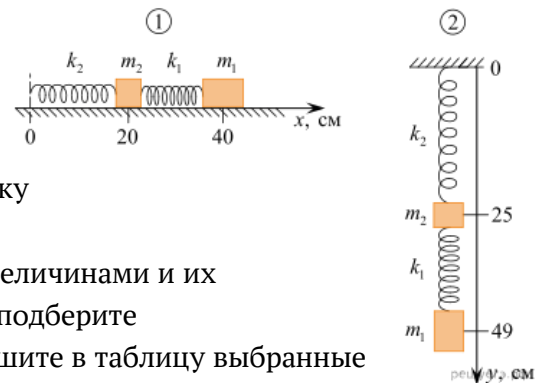 1
2
k₂ m₂ k₁ m₁
0 20 40 x, см
0
k₂
m₂ 25
k₁
m₁ 49
y, см
ку
еличинами и их
подберите
шите в таблицу выбранные